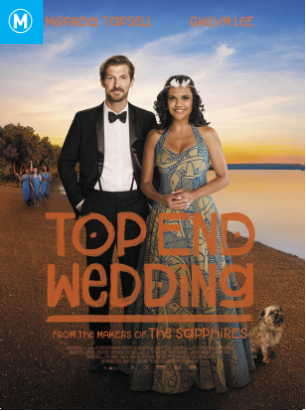 M
MIRANDA TAPSELL GWILYM LEE
TOP END
WEDDING
FROM THE MAKERS OF THE SAPPHIRES